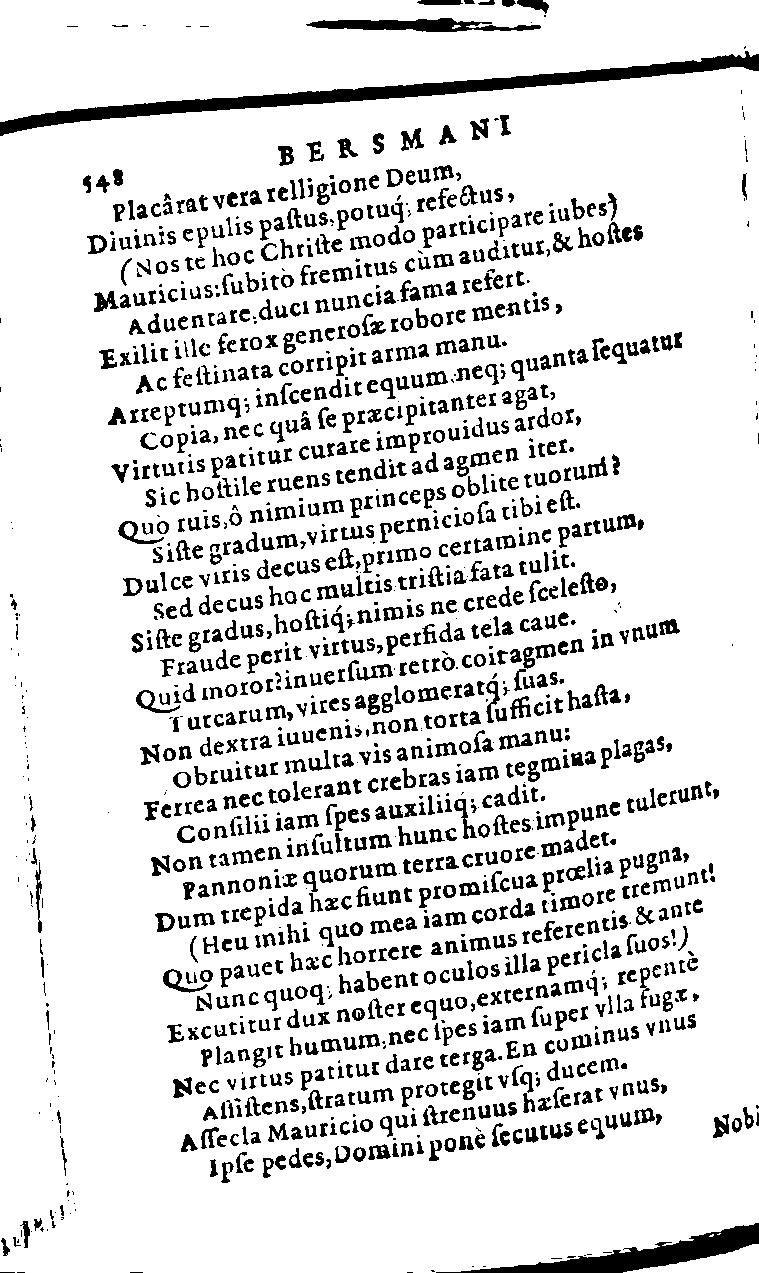 548 BERSMANI
Placârat vera relligione Deum,
Diuinis epulis paſtus, potuq́; refectus,
(Nos te hoc Chriſte modo participare iubes)
Mauricius: ſubitò fremitus cùm auditur, & hoſtes
Aduentare, duci nuncia fama refert.
Exilit ille ferox generoſæ robore mentis,
Ac feſtinata corripit arma manu.
Arreptumq; inſcendit equum, neq; quanta ſequatur
Copia, nec quâ ſe præcipitanter agat,
Virtutis patitur curare improuidus ardor,
Sic hoſtile ruens tendit ad agmen iter.
Quò ruis, ô nimium princeps oblite tuorum?
Siſte gradum, virtus pernicioſa tibi eſt.
Dulce viris decus eſt, primo certamine partum,
Sed decus hoc multis triſtia fata tulit.
Siſte gradus, hoſtiq́; nimis ne crede ſceleſto,
Fraude perit virtus, perfida tela caue.
Quid moror? inuerſum retrò coit agmen in vnum
Turcarum, vires agglomeratq́; ſuas.
Non dextra iuuenis, non torta ſufficit haſta,
Obruitur multa vis animoſa manu:
Ferrea nec tolerant crebras iam tegmina plagas,
Conſilii iam ſpes auxiliiq́; cadit.
Non tamen inſultum hunc hoſtes impune tulerunt,
Pannoniæ quorum terra cruore madet.
Dum trepida hæc fiunt promiſcua prœlia pugna,
(Heu mihi quo mea iam corda timore tremunt!
Quo pauet hæc horrere animus referentis & ante
Nunc quoq; habent oculos illa pericla ſuos!)
Excutitur dux noſter equo, externamq́; repentè
Plangit humum, nec ſpes iam ſuper vlla fugæ,
Nec virtus patitur dare terga. En cominus vnus
Aſſiſtens, ſtratum protegit vſq; ducem.
Aſſecla Mauricio qui ſtrenuus hæſerat vnus,
Ipſe pedes, Domini ponè ſecutus equum,
Nobi